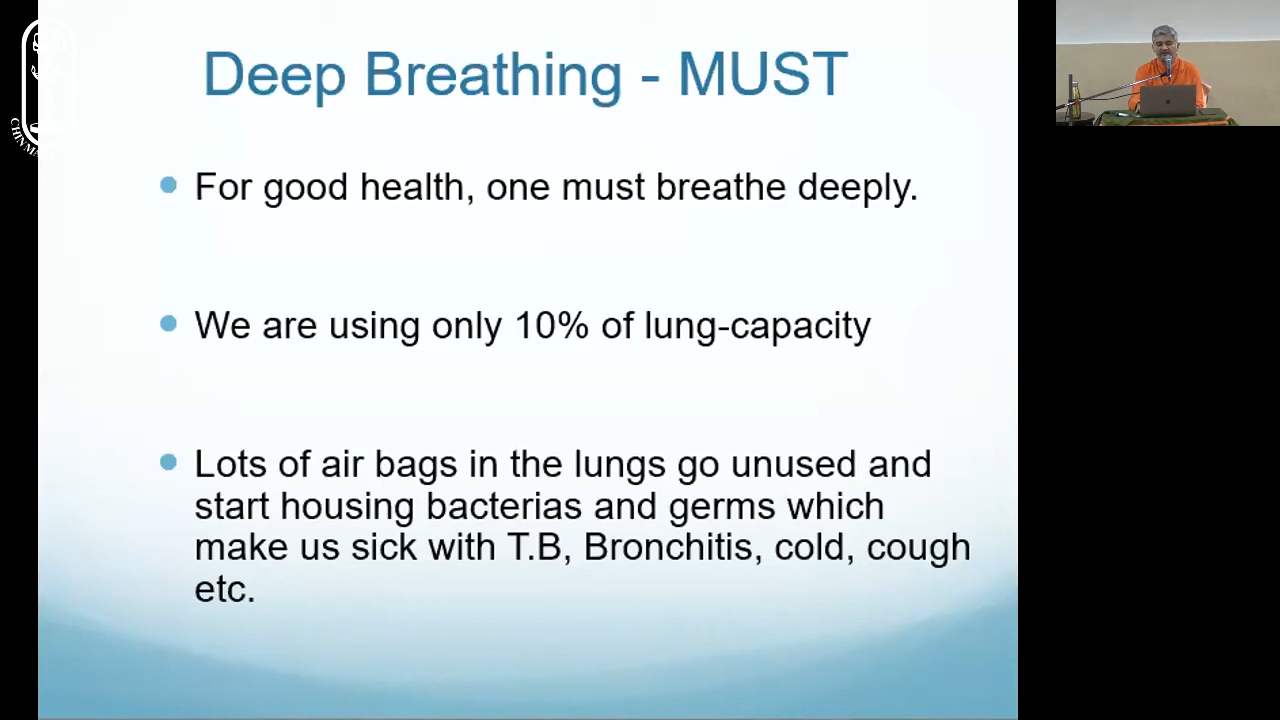 Deep Breathing - MUST
For good health, one must breathe deeply.
We are using only 10% of lung-capacity
Lots of air bags in the lungs go unused and
start housing bacterias and germs which
make us sick with T.B, Bronchitis, cold, cough
etc.